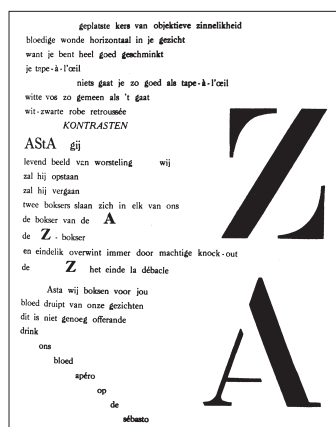 geplatste kers van objektieve zinnelikheid
bloedige wonde horizontaal in je gezicht
want je bent heel goed geschminkt
je tape-à-l'œil
niets gaat je zo goed als tape-à-l'œil
witte vos zo gemeen als 't gaat
wit-zwarte robe retroussée
KONTRASTEN
AStA gij
levend beeld van worsteling wij
zal hij opstaan
zal hij vergaan
twee boksers slaan zich in elk van ons
de bokser van de A
de Z - bokser
en eindelik overwint immer door machtige knock-out
de Z het einde la débacle
Asta wij boksen voor jou
bloed druipt van onze gezichten
dit is niet genoeg offerande
drink
ons
bloed
apéro
op
de
sébasto
Z
A